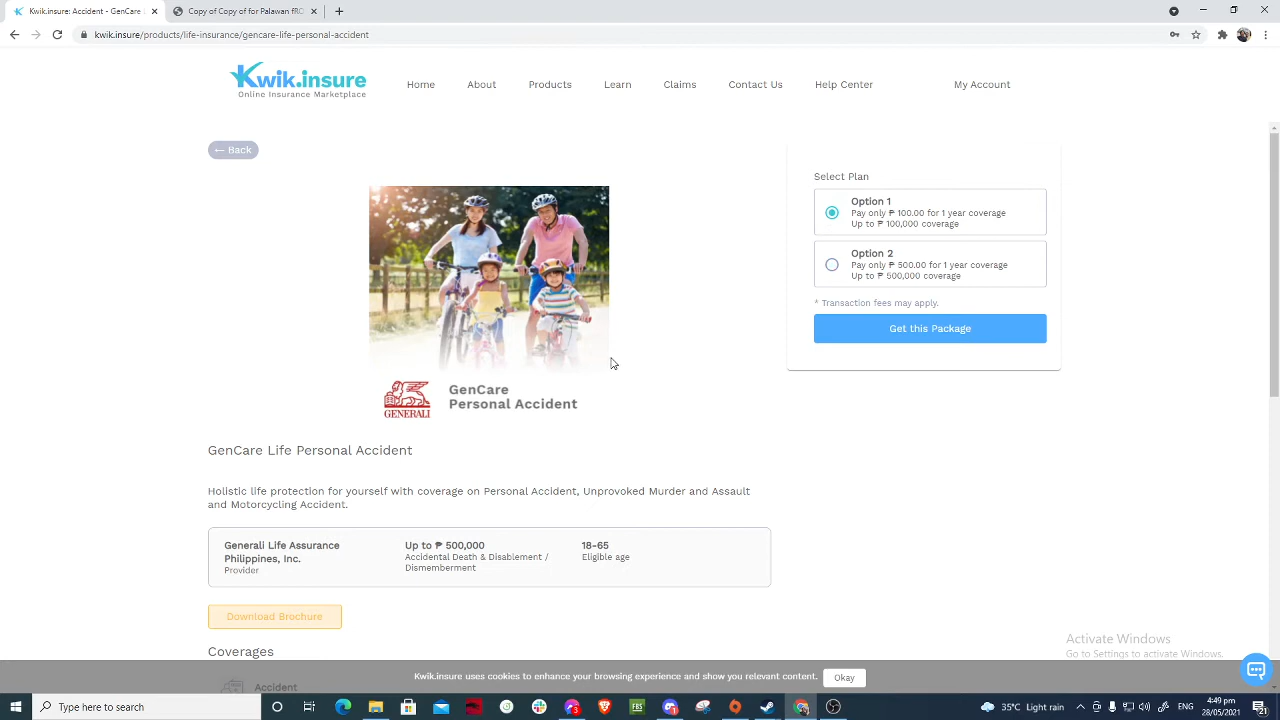 Kwik.insure: Accident - GenCare
Copy of of Palawan fRC
kwik.insure/products/life-insurance/gencare-life-personal-accident
Kwik.insure
Online Insurance Marketplace
Home
About
Products
Learn
Claims
Contact Us
Help Center
My Account
← Back
Select Plan
Option 1
Pay only ₱ 100.00 for 1 year coverage
Up to ₱ 100,000 coverage
Option 2
Pay only ₱ 500.00 for 1 year coverage
Up to ₱ 500,000 coverage
* Transaction fees may apply.
Get this Package
GENERALI
GenCare
Personal Accident
GenCare Life Personal Accident
Holistic life protection for yourself with coverage on Personal Accident, Unprovoked Murder and Assault
and Motorcycling Accident.
Generali Life Assurance
Philippines, Inc.
Provider
Up to ₱ 500,000
Accidental Death & Disablement /
Dismemberment
18-65
Eligible age
Download Brochure
Coverages
Accident
Activate Windows
Go to Settings to activate Windows.
Kwik.insure uses cookies to enhance your browsing experience and show you relevant content.
Okay
Type here to search
35°C Light rain
4:49 pm
28/05/2021